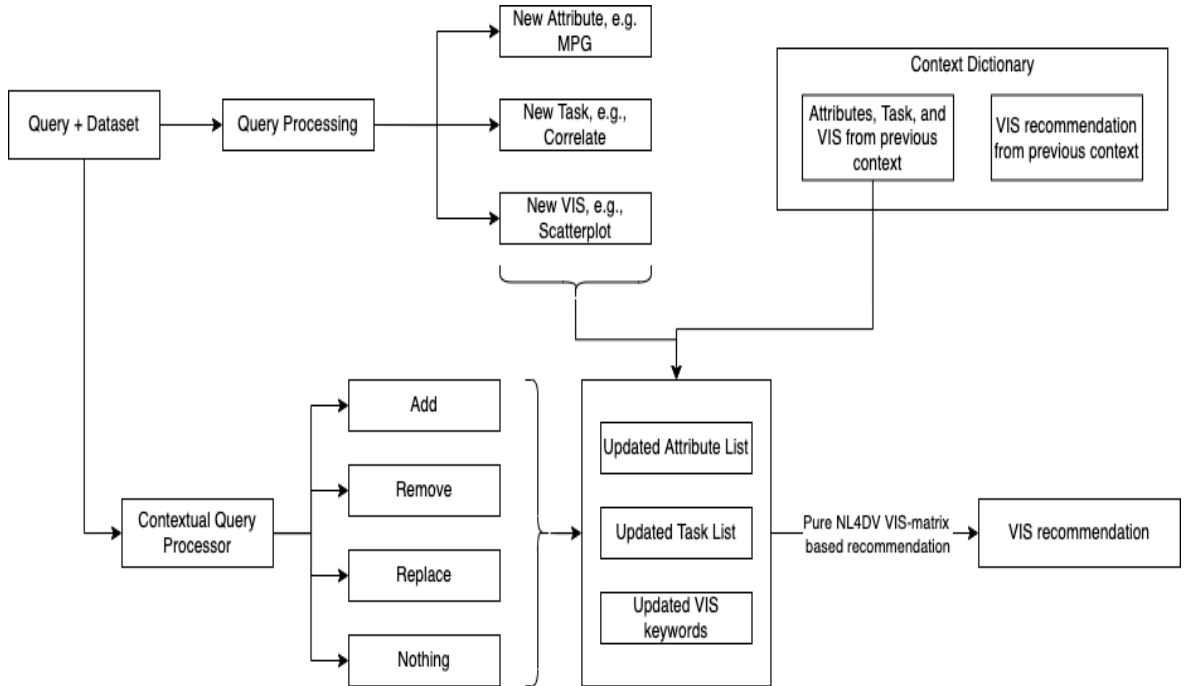 New Attribute, e.g.
MPG
Context Dictionary
Query + Dataset
Query Processing
New Task, e.g.,
Correlate
Attributes, Task, and
VIS from previous
context
VIS recommendation
from previous context
New VIS, e.g.,
Scatterplot
Add
Remove
Replace
Nothing
Contextual Query
Processor
Updated Attribute List
Updated Task List
Updated VIS
keywords
Pure NL4DV VIS-matrix
based recommendation
VIS recommendation